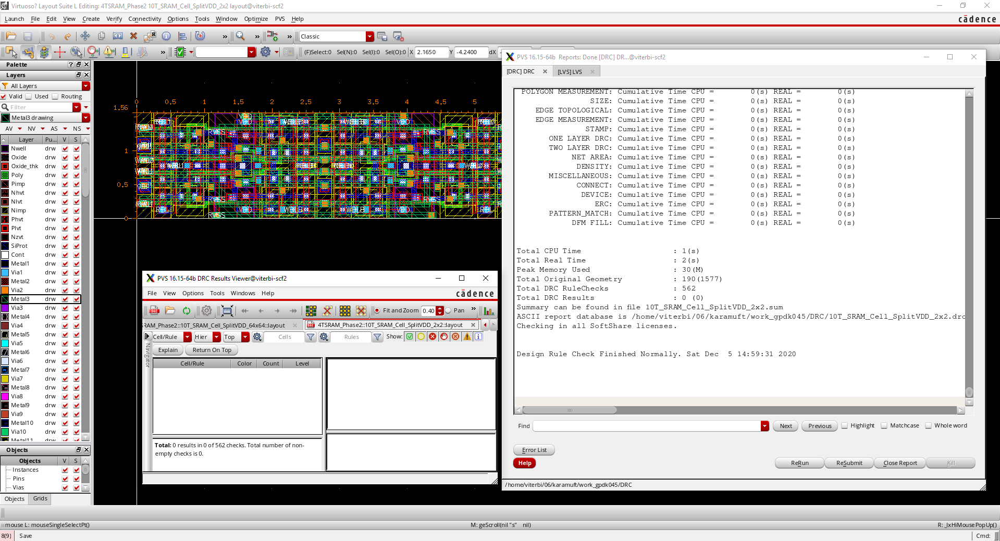 Virtuoso? Layout Suite L Editing: 4TSRAM_Phase2 10T_SRAM_Cell_SplitVDD_2x2 layout@viterbi-scf2
Launch File Edit View Create Verify Connectivity Options Tools Window Optimize PVS Help
cādence
» » » Classic
» (F)Select:0 Sel(N):0 Sel(I):0 Sel(O):0 X 2.1650 Y -4.2400 dX
Palette
Layers
All Layers
Valid Used Routing
Filter
Metal3 drawing
AV NV AS NS
Layer Pu... V S
Nwell drw
Oxide drw
Oxide_thk drw
Poly drw
Pimp drw
Nhvt drw
Nlvt drw
Nimp drw
Phvt drw
Plvt drw
Nzvt drw
SiProt drw
Cont drw
Metal1 drw
Via1 drw
Metal2 drw
Via2 drw
Metal3 drw
Via3 drw
Metal4 drw
Via4 drw
Metal5 drw
Via5 drw
Metal6 drw
Via6 drw
Metal7 drw
Via7 drw
Metal8 drw
Via8 drw
Metal9 drw
Via9 drw
Metal10 drw
Via10 drw
Metal11 drw
Objects
Objects V S
Instances
Pins
Vias
Objects Grids
0 0.5 1 1.5 2 2.5 3 3.5 4 4.5 5
1.56
1
0.5
0
PVS 16.15-64b DRC Results Viewer@viterbi-scf2
File View Options Tools Windows Help
cādence
Fit and Zoom 0.40 Pan »
RAM_Phase2::10T_SRAM_Cell_SplitVDD_64x64::layout 4TSRAM_Phase2::10T_SRAM_Cell_SplitVDD_2x2::layout
Cell/Rule Hier Top Cells Rules Show:
Navigator
Explain Return On Top
Cell/Rule Color Count Level
Total: 0 results in 0 of 562 checks. Total number of non-
empty checks is 0.
PVS 16.15-64b Reports: Done [DRC] DR...@viterbi-scf2
[DRC] DRC [LVS] LVS
POLYGON MEASUREMENT: Cumulative Time CPU = 0(s) REAL = 0(s)
SIZE: Cumulative Time CPU = 0(s) REAL = 0(s)
EDGE TOPOLOGICAL: Cumulative Time CPU = 0(s) REAL = 0(s)
EDGE MEASUREMENT: Cumulative Time CPU = 0(s) REAL = 0(s)
STAMP: Cumulative Time CPU = 0(s) REAL = 0(s)
ONE LAYER DRC: Cumulative Time CPU = 0(s) REAL = 0(s)
TWO LAYER DRC: Cumulative Time CPU = 0(s) REAL = 0(s)
NET AREA: Cumulative Time CPU = 0(s) REAL = 0(s)
DENSITY: Cumulative Time CPU = 0(s) REAL = 0(s)
MISCELLANEOUS: Cumulative Time CPU = 0(s) REAL = 0(s)
CONNECT: Cumulative Time CPU = 0(s) REAL = 0(s)
DEVICE: Cumulative Time CPU = 0(s) REAL = 0(s)
ERC: Cumulative Time CPU = 0(s) REAL = 0(s)
PATTERN_MATCH: Cumulative Time CPU = 0(s) REAL = 0(s)
DFM FILL: Cumulative Time CPU = 0(s) REAL = 0(s)
Total CPU Time : 1(s)
Total Real Time : 2(s)
Peak Memory Used : 30(M)
Total Original Geometry : 190(1577)
Total DRC RuleChecks : 562
Total DRC Results : 0 (0)
Summary can be found in file 10T_SRAM_Cell_SplitVDD_2x2.sum
ASCII report database is /home/viterbi/06/karamuft/work_gpdk045/DRC/10T_SRAM_Cell_SplitVDD_2x2.drc
Checking in all SoftShare licenses.
Design Rule Check Finished Normally. Sat Dec 5 14:59:31 2020
Find Next Previous Highlight Matchcase Whole word
Error List
Help ReRun ReSubmit Close Report Kill
/home/viterbi/06/karamuft/work_gpdk045/DRC
mouse L: mouseSingleSelectPt() M: geScroll(nil "s" nil) R: _lxHiMousePopUp()
8(9) Save Cmd: